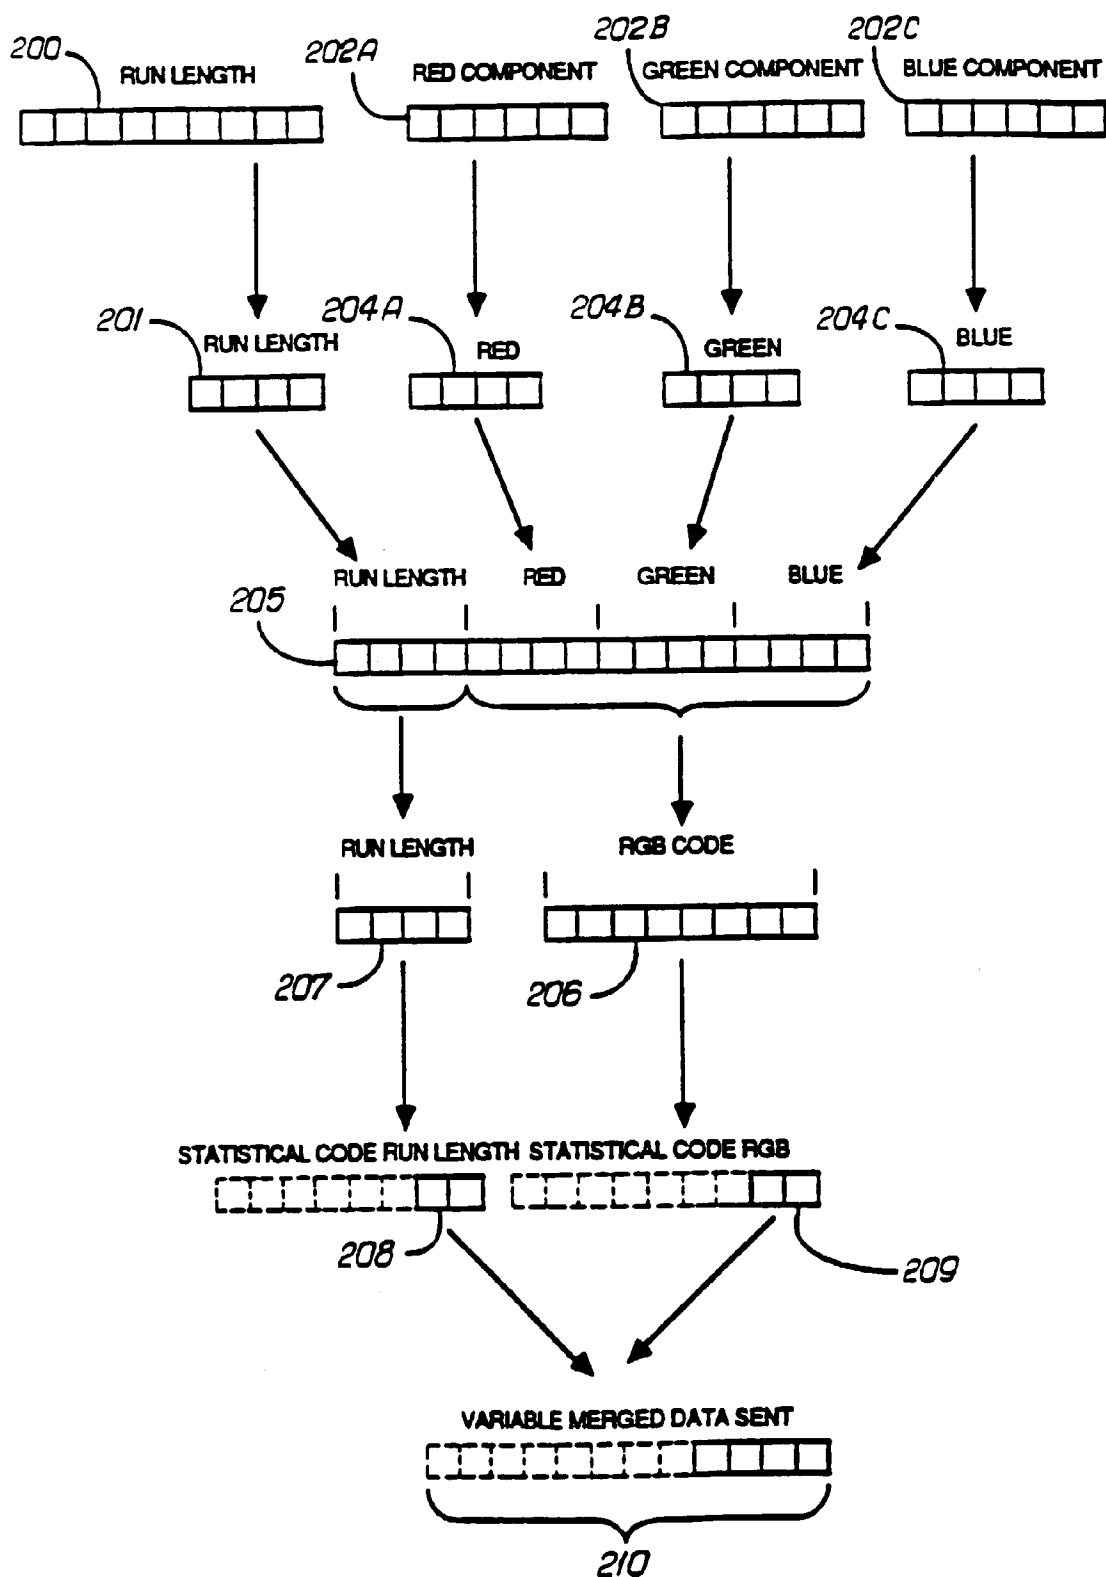 200
202A
202B
202C
RUN LENGTH
RED COMPONENT
GREEN COMPONENT
BLUE COMPONENT
201
204A
204B
204C
RUN LENGTH
RED
GREEN
BLUE
205
RUN LENGTH
RED
GREEN
BLUE
RUN LENGTH
RGB CODE
207
206
STATISTICAL CODE RUN LENGTH
STATISTICAL CODE RGB
208
209
VARIABLE MERGED DATA SENT
210